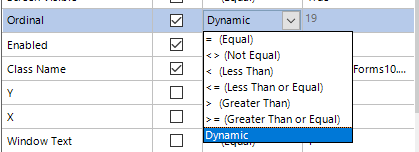 Ordinal Dynamic 19
Enabled = (Equal)
<> (Not Equal)
Class Name < (Less Than) Forms10....
<= (Less Than or Equal)
Y > (Greater Than)
X >= (Greater Than or Equal)
Window Text Dynamic